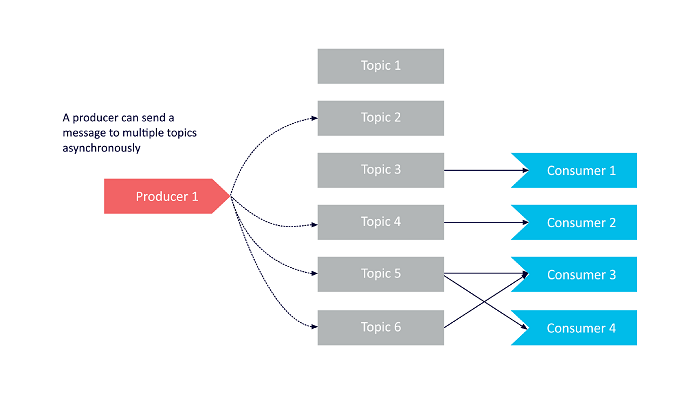 A producer can send a
message to multiple topics
asynchronously
Producer 1
Topic 1
Topic 2
Topic 3
Topic 4
Topic 5
Topic 6
Consumer 1
Consumer 2
Consumer 3
Consumer 4